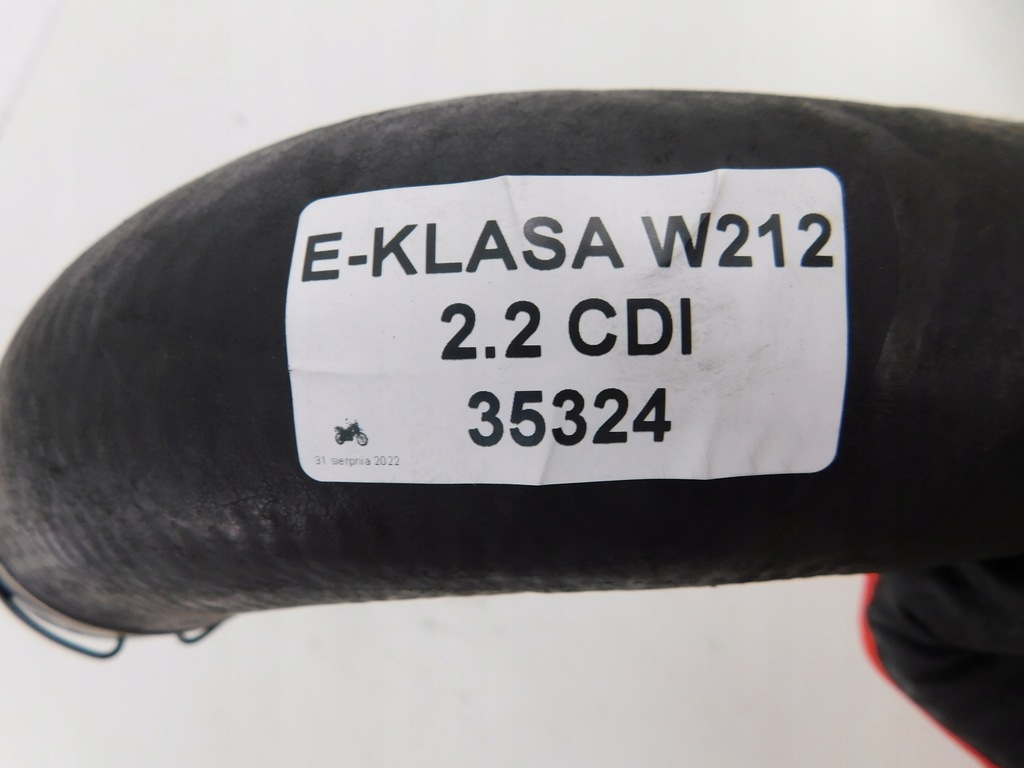 E-KLASA W212
2.2 CDI
35324
31 sierpnia 2022